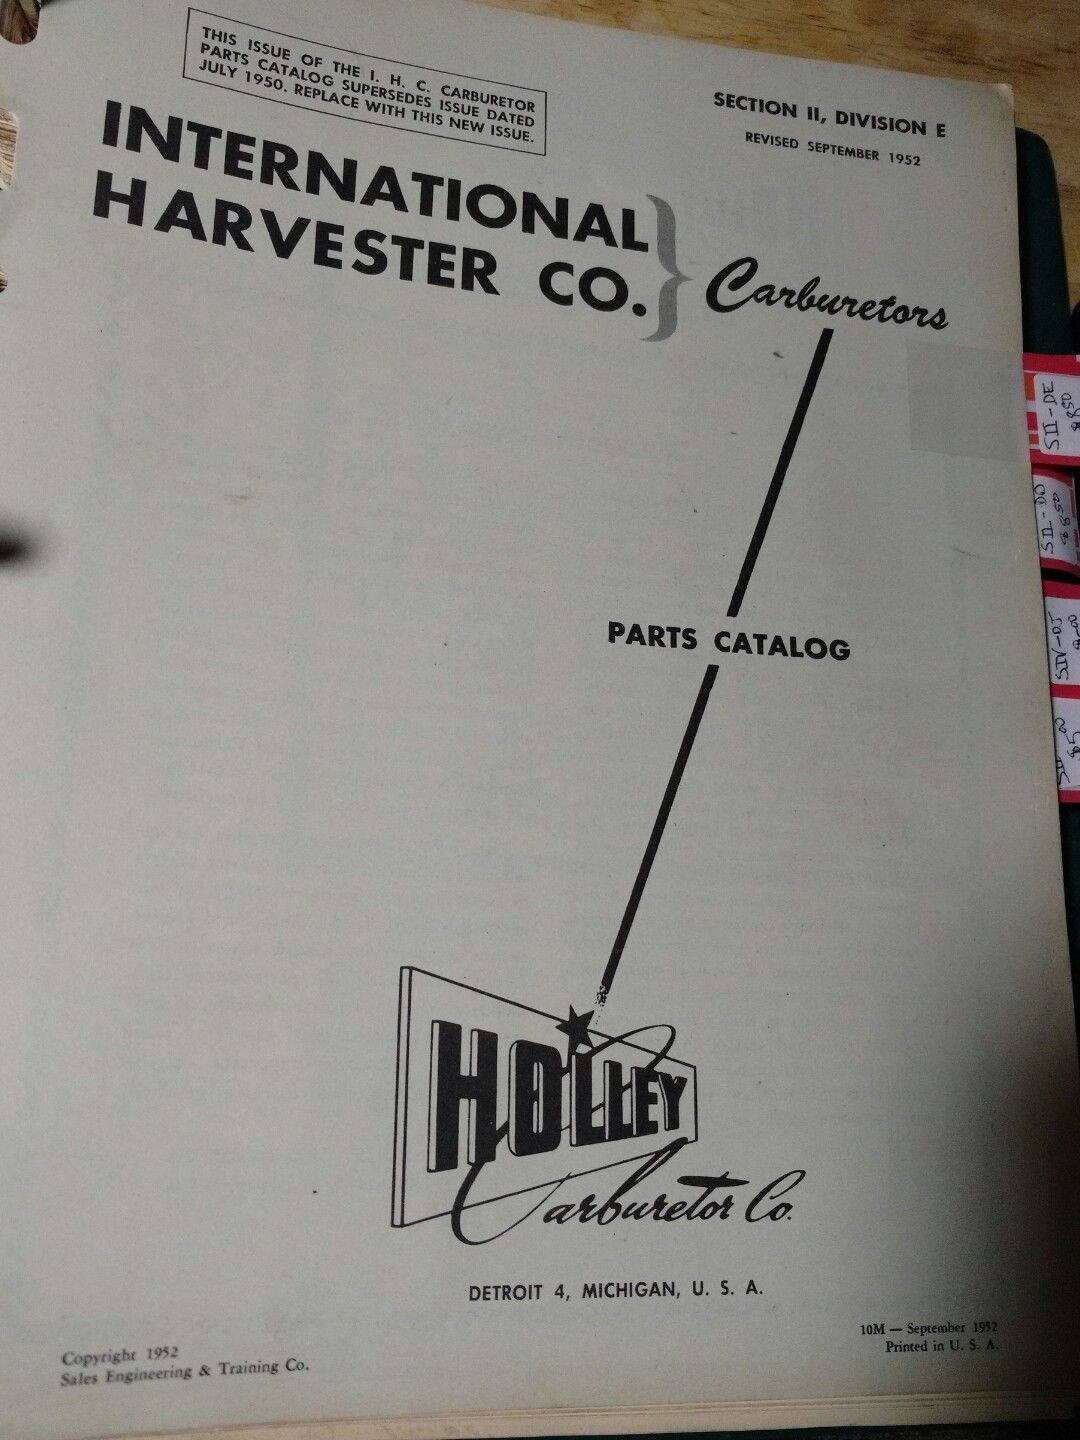 THIS ISSUE OF THE I. H. C. CARBURETOR
PARTS CATALOG SUPERSEDES ISSUE DATED
JULY 1950. REPLACE WITH THIS NEW ISSUE.
SECTION II, DIVISION E
REVISED SEPTEMBER 1952
INTERNATIONAL
HARVESTER CO.
Carburetors
PARTS CATALOG
HOLLEY
Carburetor Co.
DETROIT 4, MICHIGAN, U. S. A.
10M — September 1952
Printed in U. S. A.
Copyright 1952
Sales Engineering & Training Co.
SII-DE